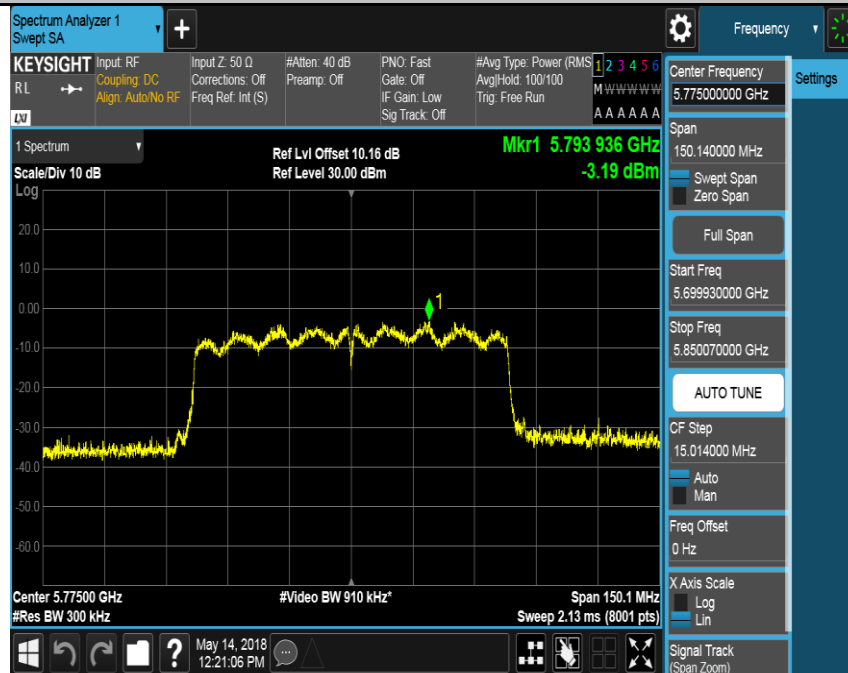 Spectrum Analyzer 1
Swept SA
+
Frequency
KEYSIGHT
RL
LXI
Input: RF
Coupling: DC
Align: Auto/No RF
Input Z: 50 Ω
Corrections: Off
Freq Ref: Int (S)
#Atten: 40 dB
Preamp: Off
PNO: Fast
Gate: Off
IF Gain: Low
Sig Track: Off
#Avg Type: Power (RMS
Avg|Hold: 100/100
Trig: Free Run
1 2 3 4 5 6
M W W W W W
A A A A A A
Center Frequency
5.775000000 GHz
Settings
Span
150.140000 MHz
Swept Span
Zero Span
Full Span
Start Freq
5.699930000 GHz
Stop Freq
5.850070000 GHz
AUTO TUNE
CF Step
15.014000 MHz
Auto
Man
Freq Offset
0 Hz
X Axis Scale
Log
Lin
Signal Track
(Span Zoom)
1 Spectrum
Scale/Div 10 dB
Ref Lvl Offset 10.16 dB
Ref Level 30.00 dBm
Mkr1 5.793 936 GHz
-3.19 dBm
Log
20.0
10.0
0.00
-10.0
-20.0
-30.0
-40.0
-50.0
-60.0
1
Center 5.77500 GHz
#Res BW 300 kHz
#Video BW 910 kHz*
Span 150.1 MHz
Sweep 2.13 ms (8001 pts)
?
May 14, 2018
12:21:06 PM